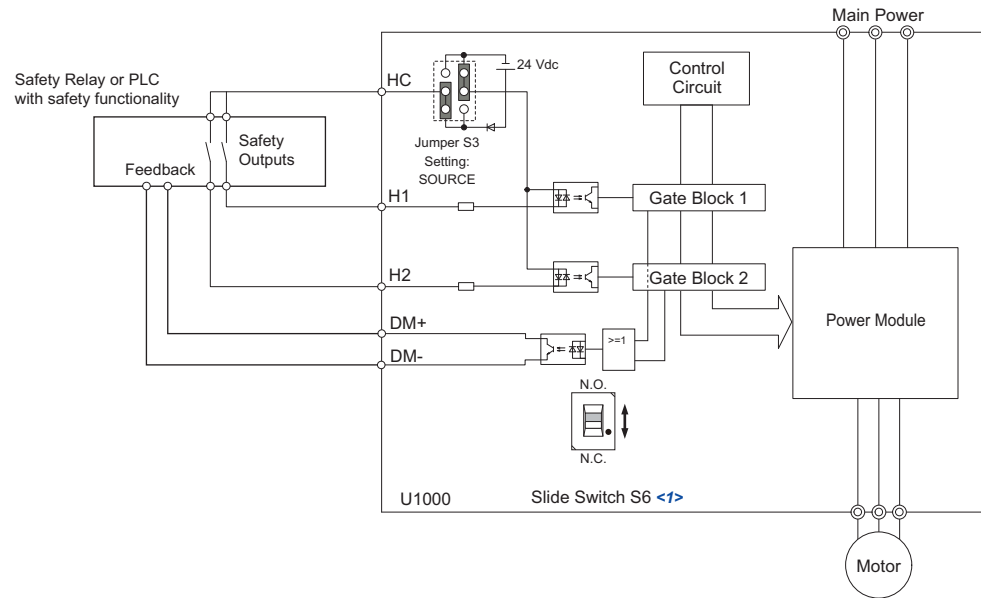 Main Power
Safety Relay or PLC
with safety functionality
HC
24 Vdc
Control
Circuit
Safety
Outputs
Feedback
Jumper S3
Setting:
SOURCE
H1
Gate Block 1
H2
Gate Block 2
DM+
>=1
Power Module
DM-
N.O.
N.C.
U1000
Slide Switch S6 <1>
Motor